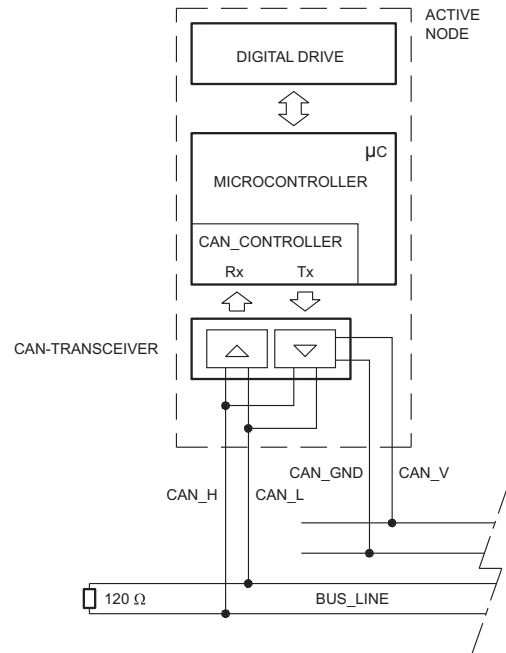 ACTIVE
NODE
DIGITAL DRIVE
µC
MICROCONTROLLER
CAN_CONTROLLER
Rx Tx
CAN-TRANSCEIVER
CAN_H CAN_L CAN_GND CAN_V
120 Ω BUS_LINE